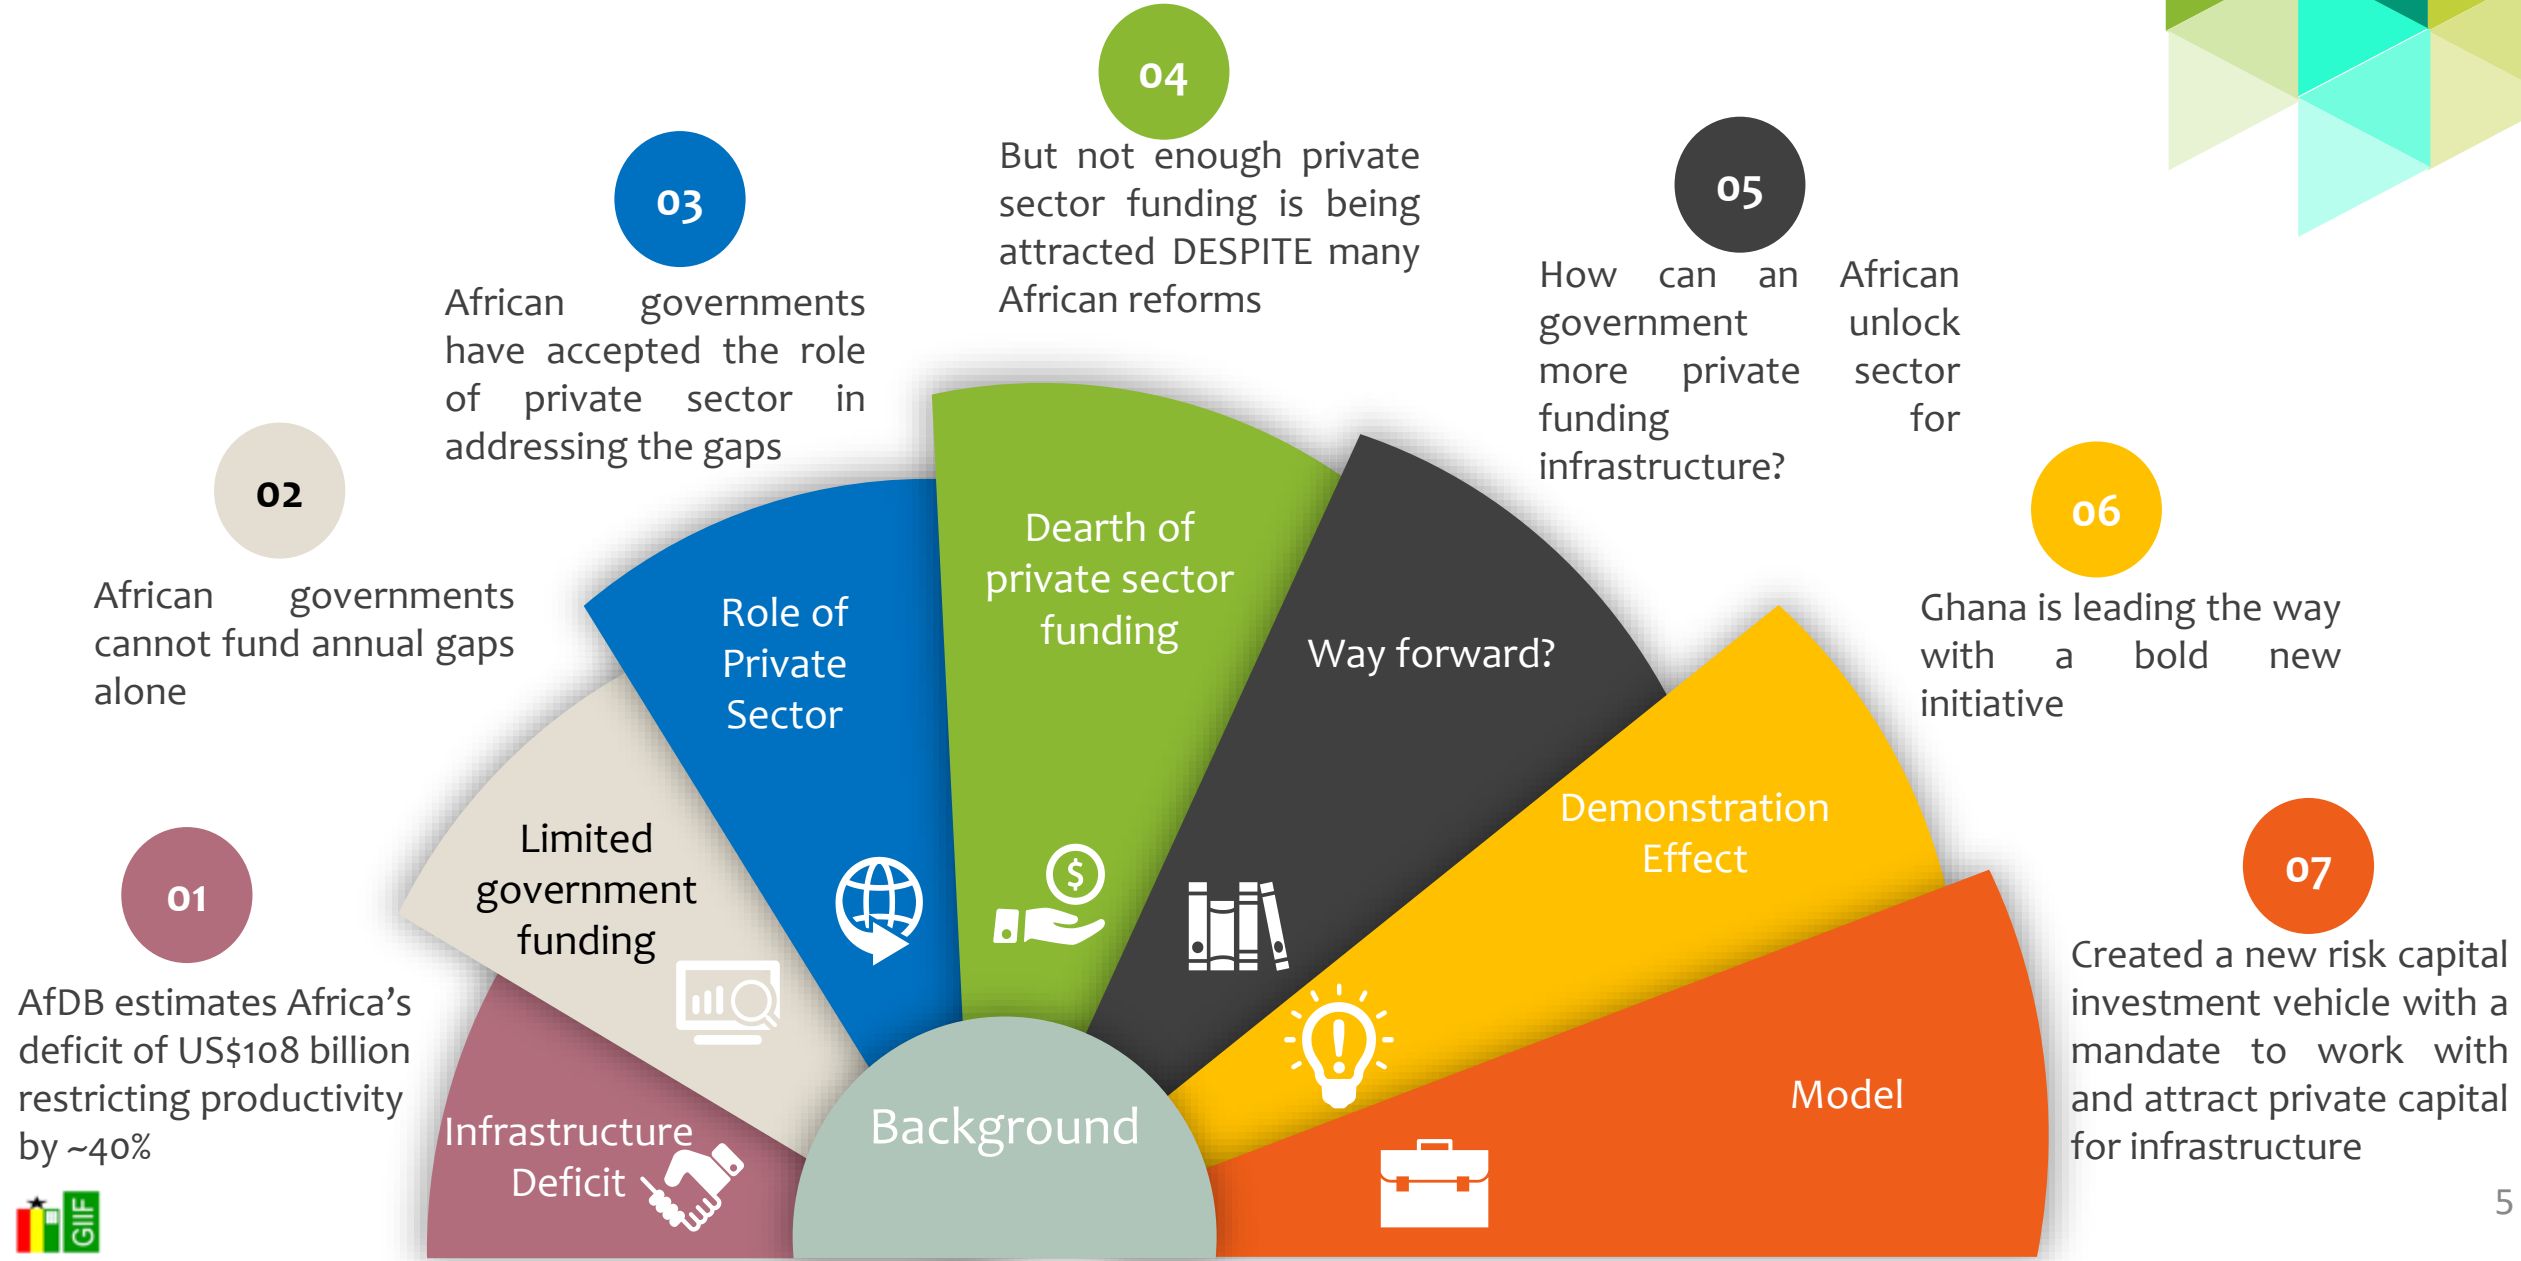 01
AfDB estimates Africa’s
deficit of US$108 billion
restricting productivity
by ~40%
02
African governments
cannot fund annual gaps
alone
03
African governments
have accepted the role
of private sector in
addressing the gaps
04
But not enough private
sector funding is being
attracted DESPITE many
African reforms
05
How can an African
government unlock
more private sector
funding for
infrastructure?
06
Ghana is leading the way
with a bold new
initiative
07
Created a new risk capital
investment vehicle with a
mandate to work with
and attract private capital
for infrastructure
Infrastructure
Deficit
Limited
government
funding
Role of
Private
Sector
Dearth of
private sector
funding
$
Way forward?
Demonstration
Effect
Model
Background
GIIF
5